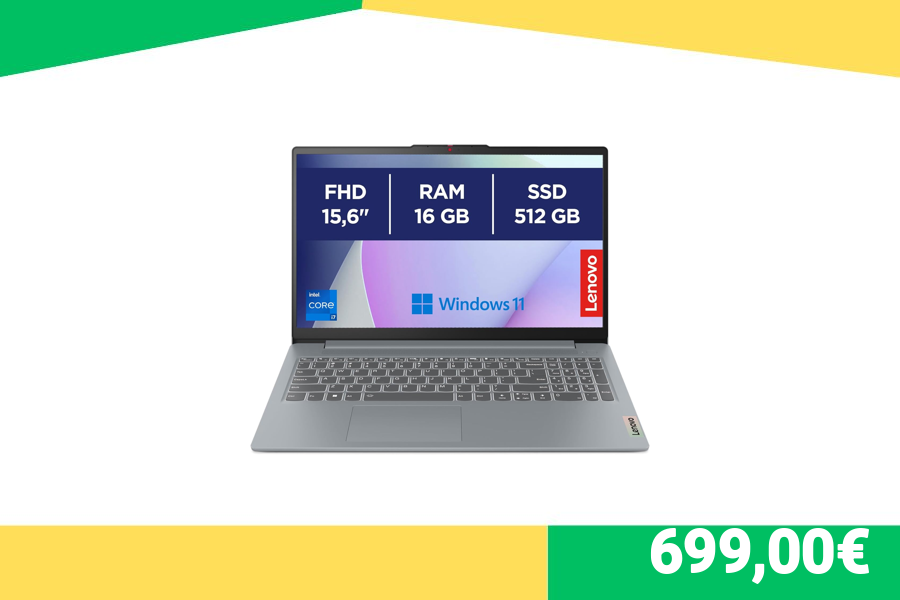 FHD
15,6"
RAM
16 GB
SSD
512 GB
Lenovo
intel
CORE
i7
Windows 11
Lenovo
699,00€